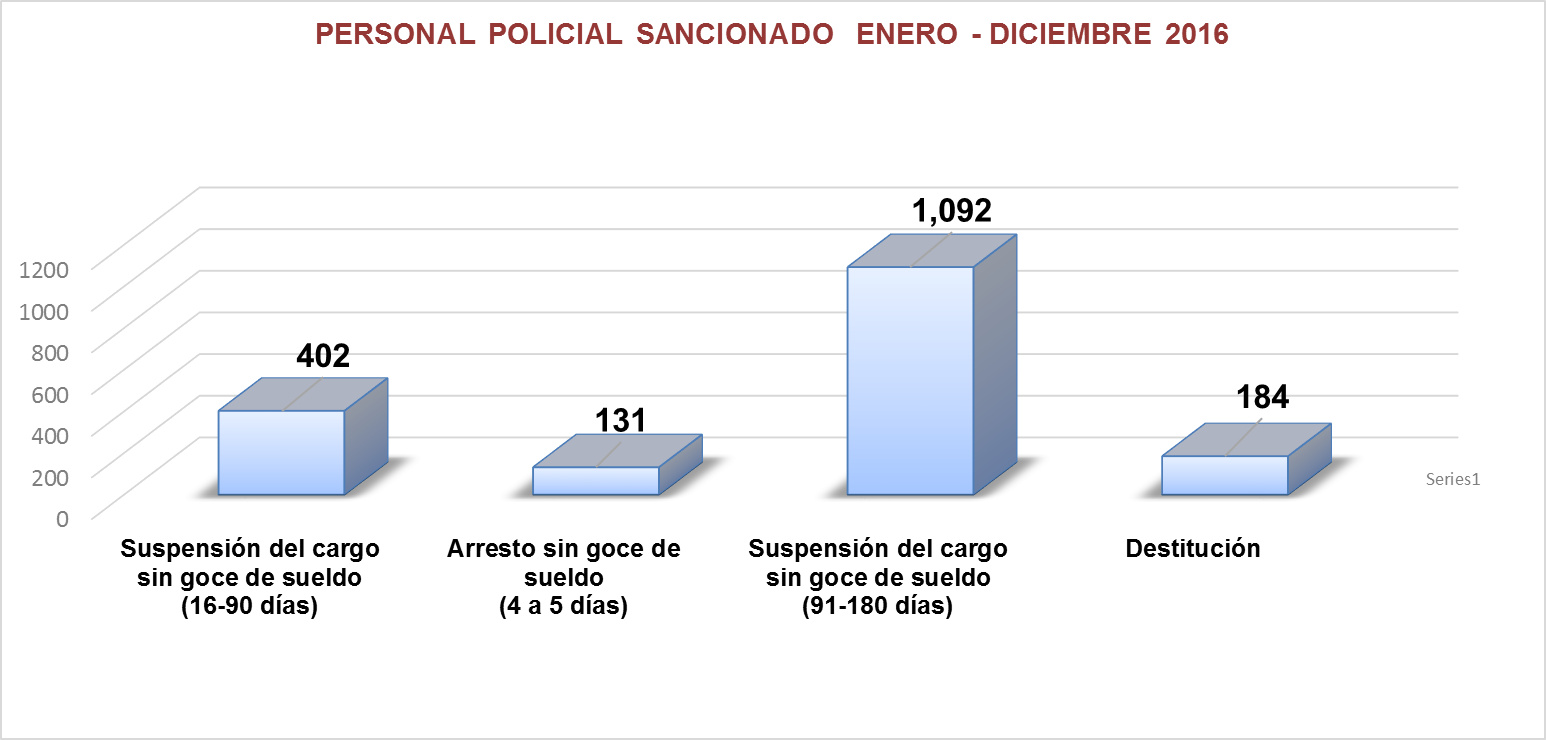 PERSONAL POLICIAL SANCIONADO ENERO - DICIEMBRE 2016
1200
1000
800
600
400
200
0
402
131
1,092
184
Series1
Suspensión del cargo
sin goce de sueldo
(16-90 días)
Arresto sin goce de
sueldo
(4 a 5 días)
Suspensión del cargo
sin goce de sueldo
(91-180 días)
Destitución